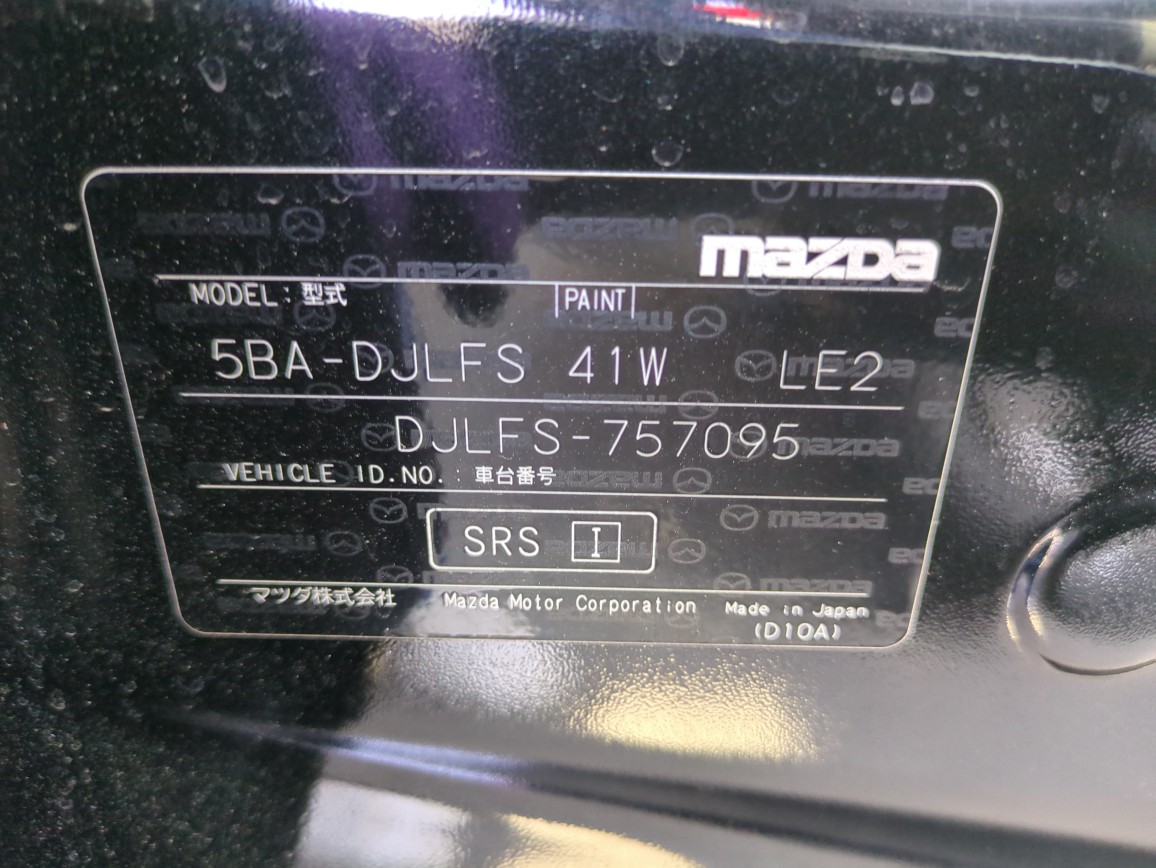 mazda
MODEL : 型式 PAINT
5BA-DJLFS 41W LE2
DJLFS-757095
VEHICLE ID.NO. : 車台番号
SRS I
マツダ株式会社 Mazda Motor Corporation Made in Japan
(D10A)